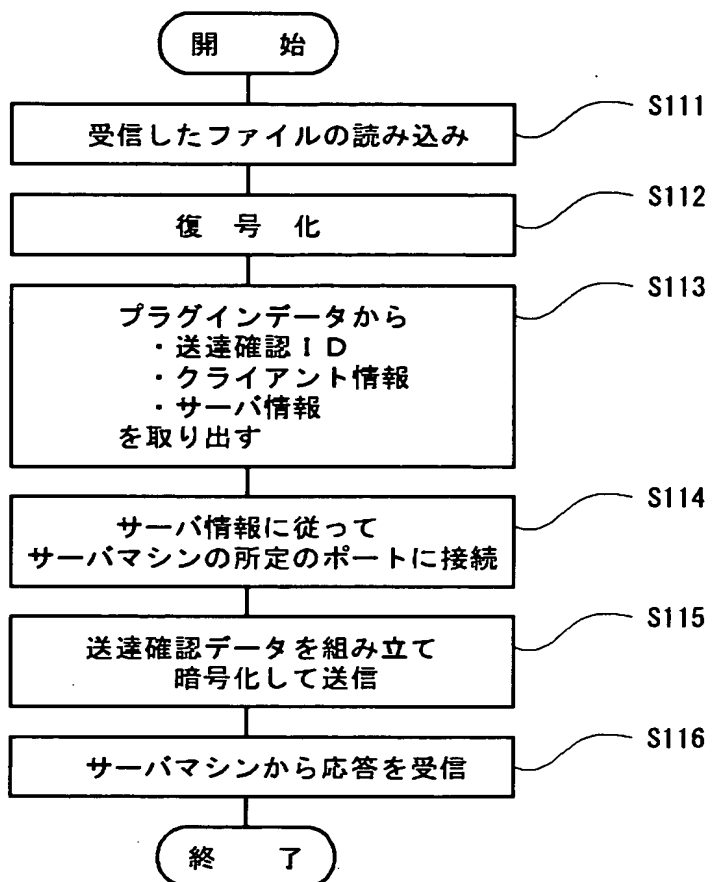 開　始
受信したファイルの読み込み
S111
復　号　化
S112
プラグインデータから
・送達確認ＩＤ
・クライアント情報
・サーバ情報
を取り出す
S113
サーバ情報に従って
サーバマシンの所定のポートに接続
S114
送達確認データを組み立て
暗号化して送信
S115
サーバマシンから応答を受信
S116
終　了